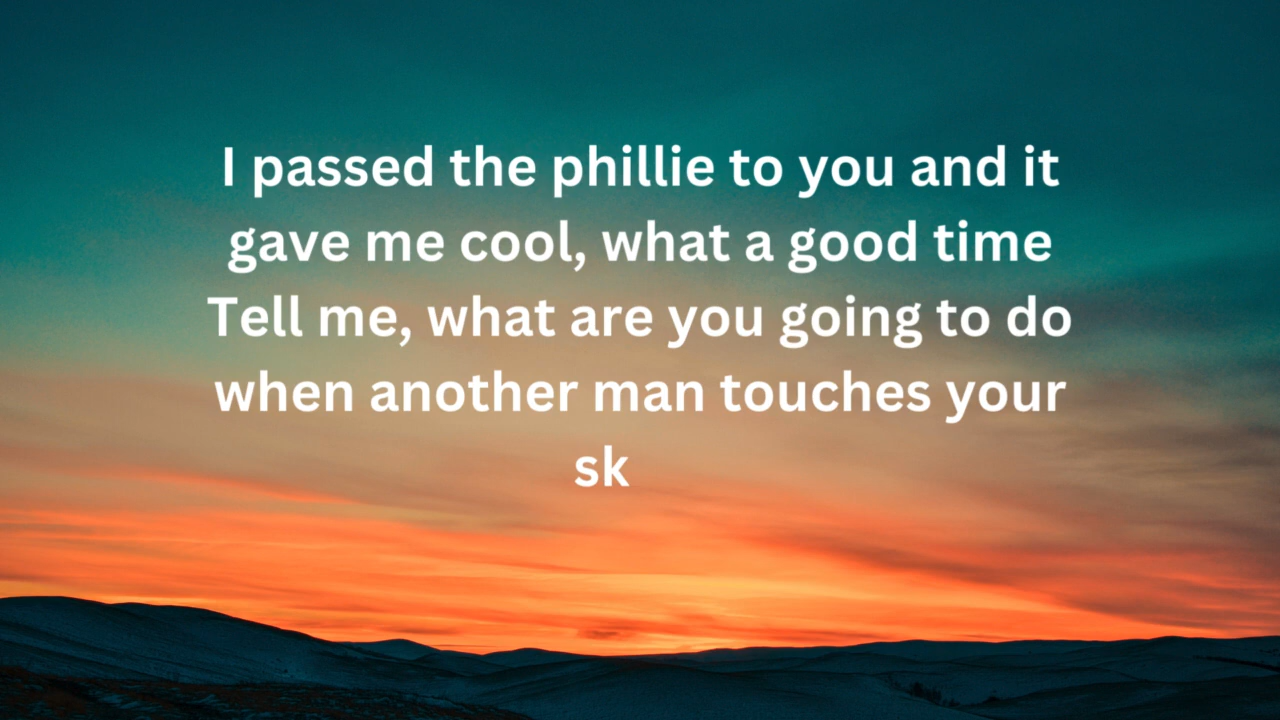 I passed the phillie to you and it
gave me cool, what a good time
Tell me, what are you going to do
when another man touches your
sk